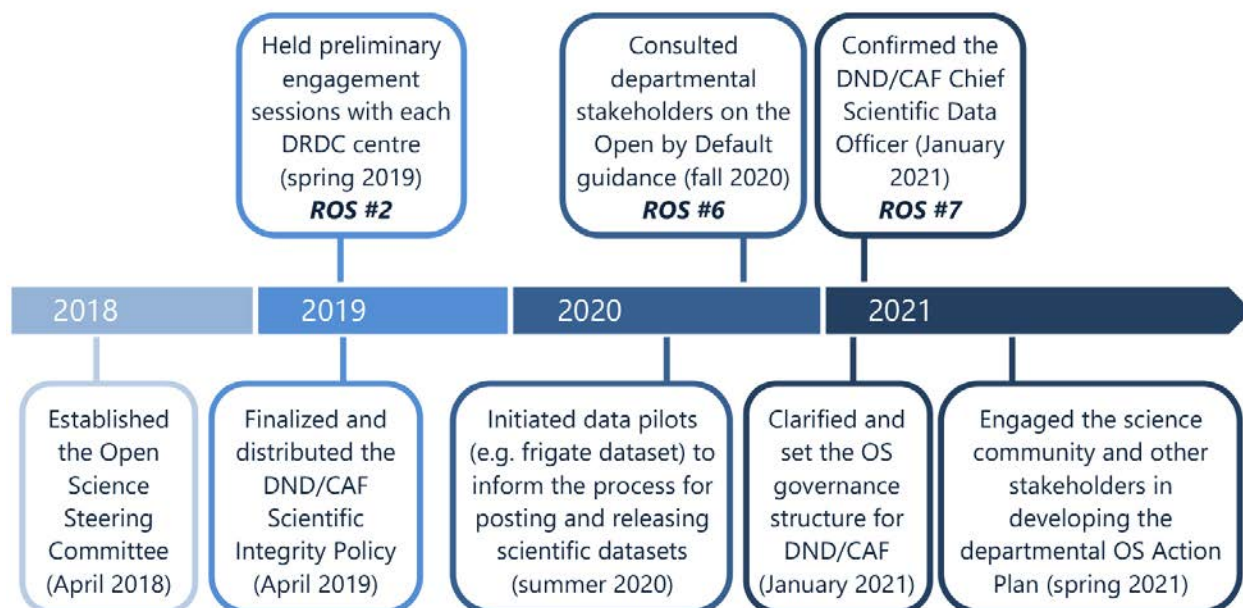 Held preliminary
engagement
sessions with each
DRDC centre
(spring 2019)
ROS #2
Consulted
departmental
stakeholders on the
Open by Default
guidance (fall 2020)
ROS #6
Confirmed the
DND/CAF Chief
Scientific Data
Officer (January
2021)
ROS #7
2018
2019
2020
2021
Established
the Open
Science
Steering
Committee
(April 2018)
Finalized and
distributed the
DND/CAF
Scientific
Integrity Policy
(April 2019)
Initiated data pilots
(e.g. frigate dataset) to
inform the process for
posting and releasing
scientific datasets
(summer 2020)
Clarified and
set the OS
governance
structure for
DND/CAF
(January 2021)
Engaged the science
community and other
stakeholders in
developing the
departmental OS Action
Plan (spring 2021)